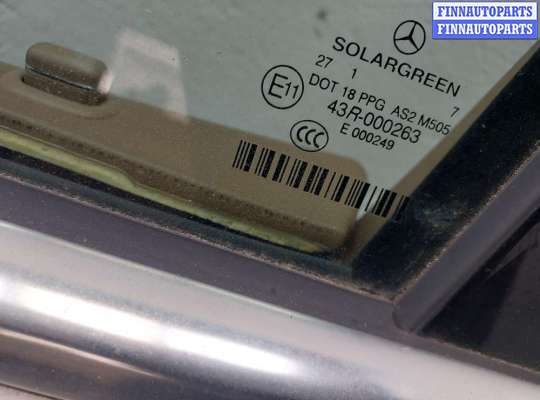 FINNAUTOPARTS
FINNAUTOPARTS
SOLARGREEN
27 1 7
E11
DOT 18 PPG AS2 M505
43R-000263
CCC
E 000249